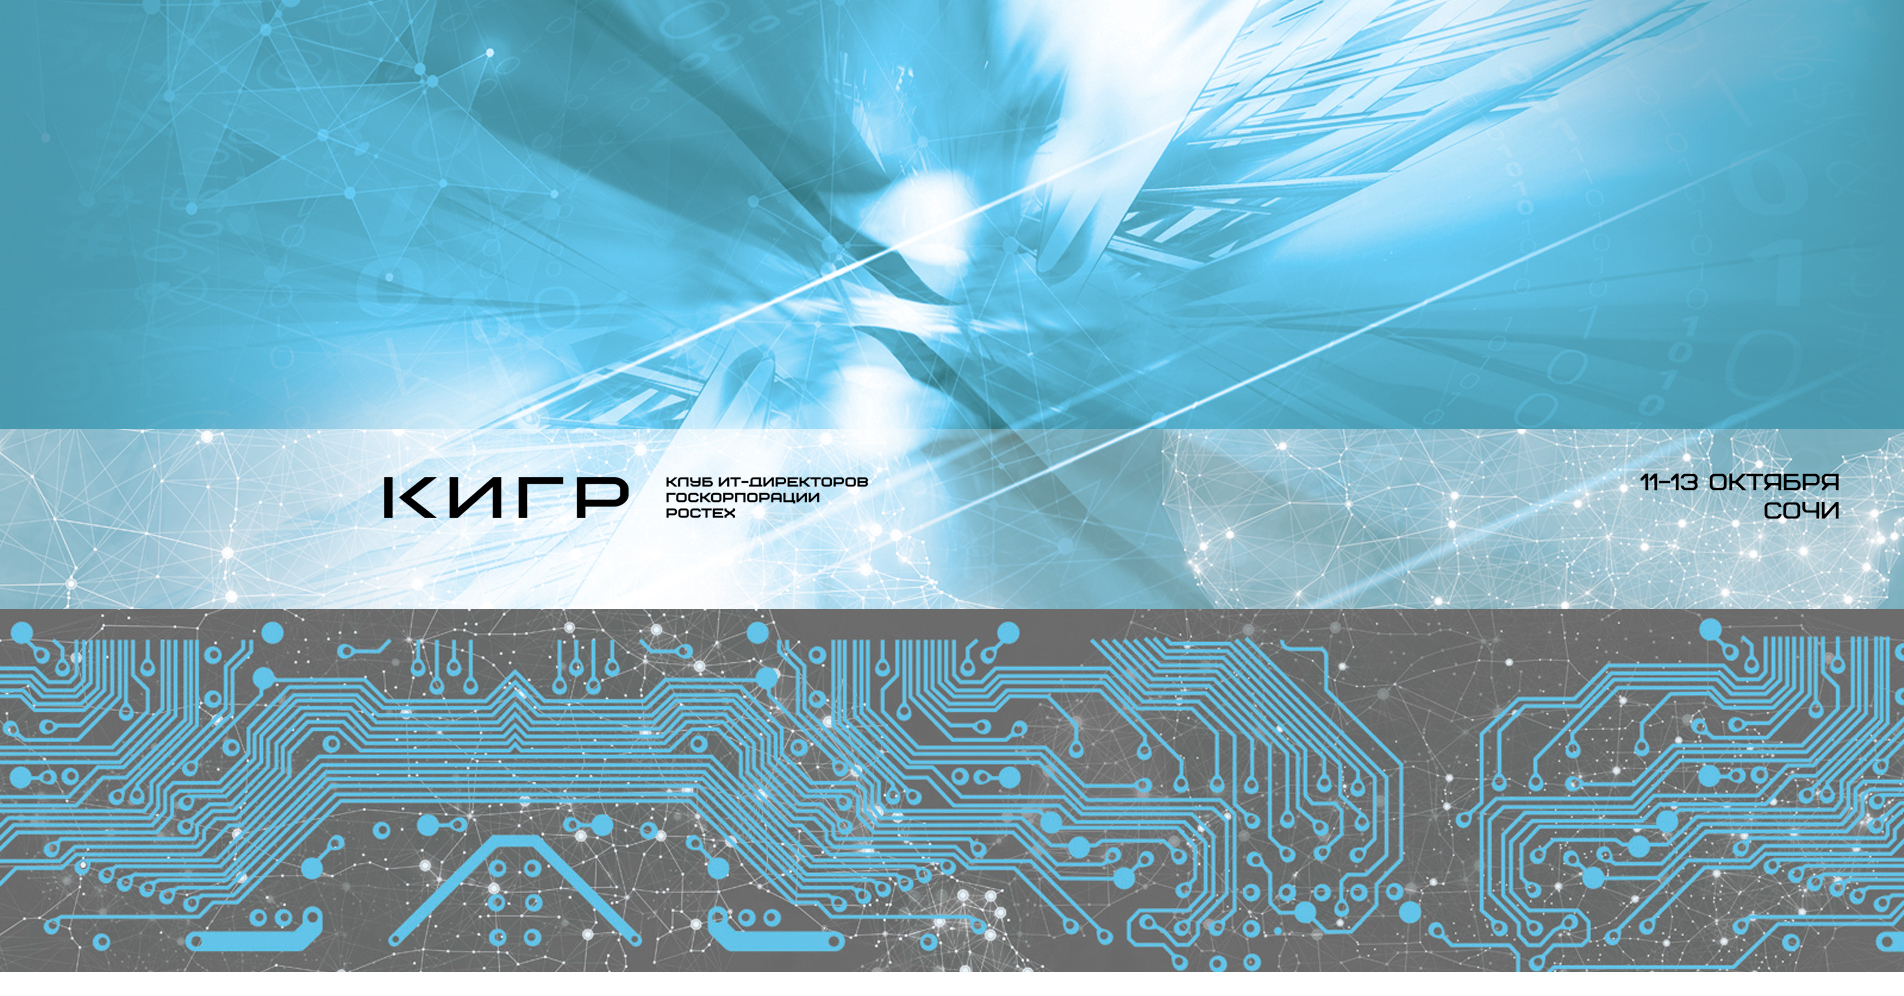 КИГР
КЛУБ ИТ-ДИРЕКТОРОВ
ГОСКОРПОРАЦИИ
РОСТЕХ
11-13 ОКТЯБРЯ
СОЧИ